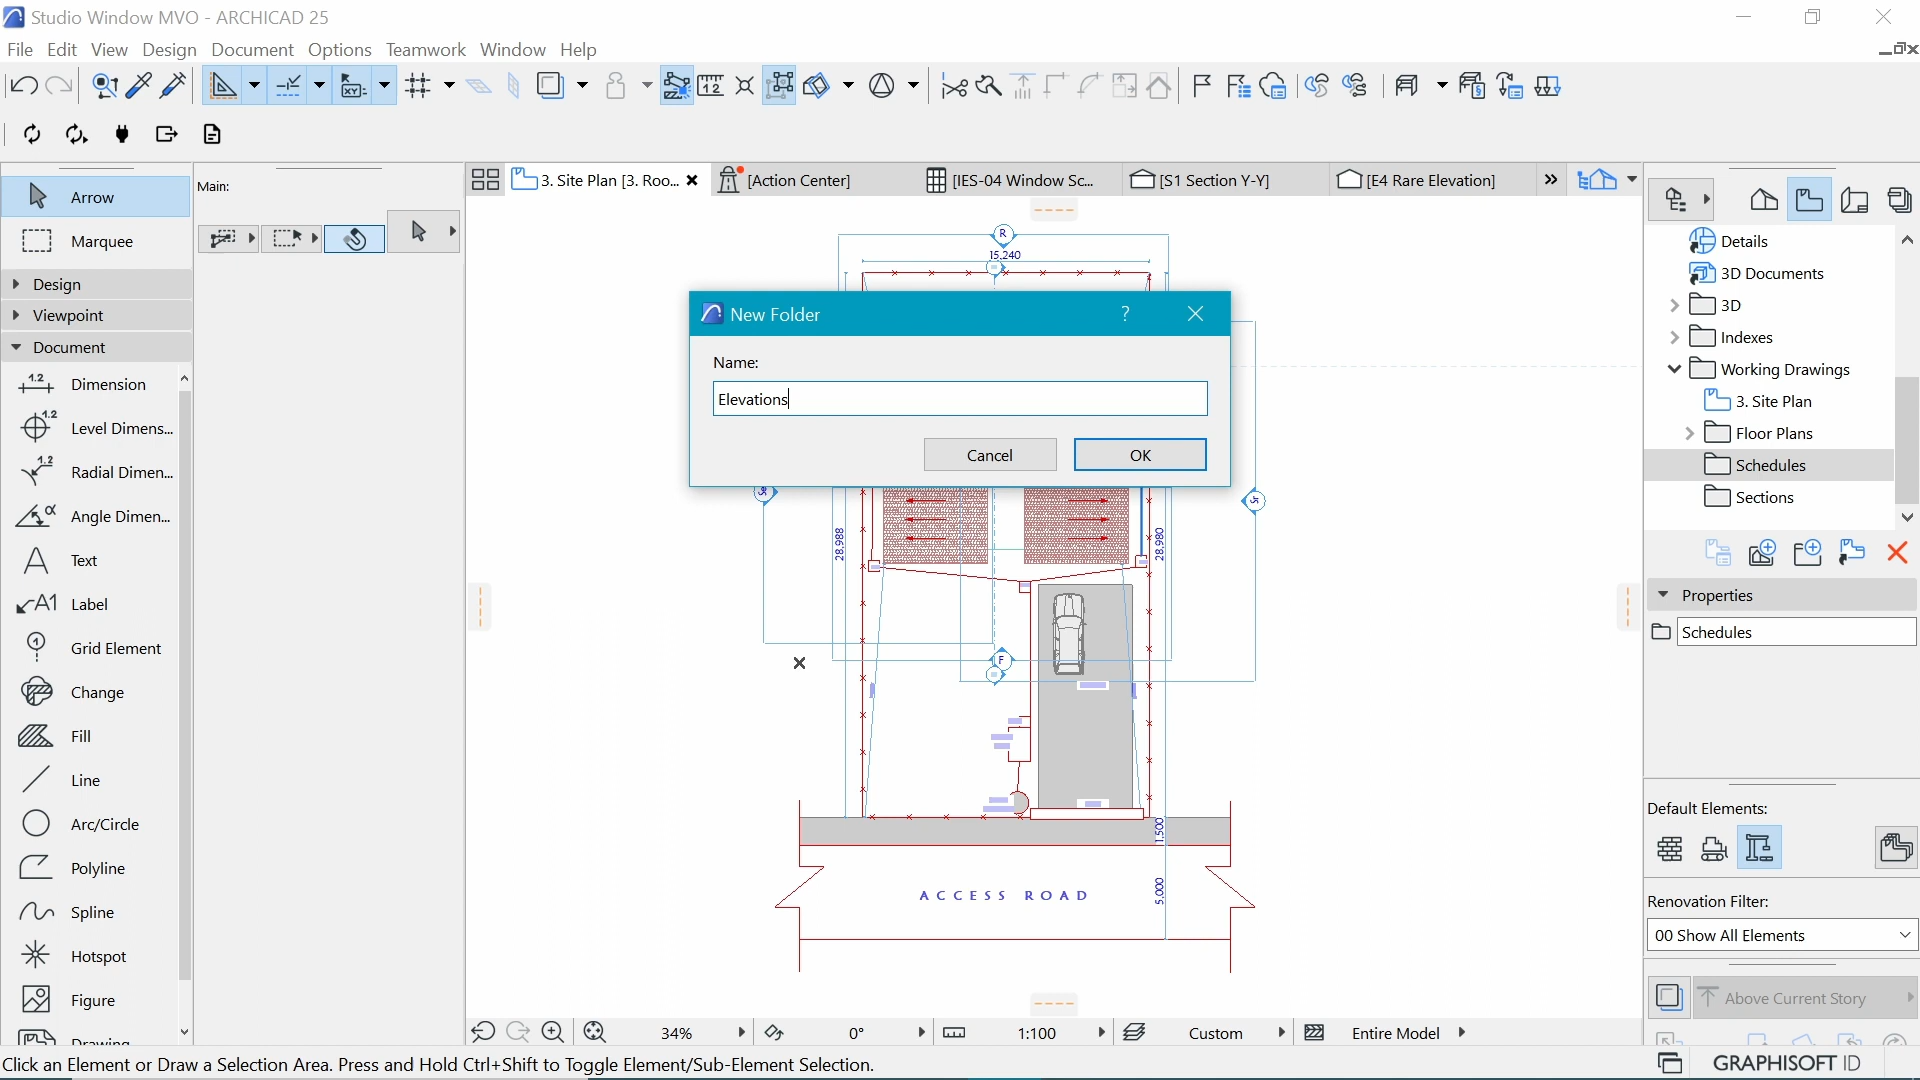 Studio Window MVO - ARCHICAD 25
File Edit View Design Document Options Teamwork Window Help
Main:
3. Site Plan [3. Roo...
[Action Center]
[IES-04 Window Sc...
[S1 Section Y-Y]
[E4 Rare Elevation]
Arrow
Marquee
Design
Viewpoint
Document
Dimension
Level Dimens...
Radial Dimen...
Angle Dimen...
Text
Label
Grid Element
Change
Fill
Line
Arc/Circle
Polyline
Spline
Hotspot
Figure
Drawing
R
15,240
New Folder
Name:
Elevations
Cancel
OK
28,988
28,980
F
1,500
5,000
ACCESS ROAD
Details
3D Documents
3D
Indexes
Working Drawings
3. Site Plan
Floor Plans
Schedules
Sections
Properties
Schedules
Default Elements:
Renovation Filter:
00 Show All Elements
Above Current Story
34%
0°
1:100
Custom
Entire Model
Click an Element or Draw a Selection Area. Press and Hold Ctrl+Shift to Toggle Element/Sub-Element Selection.
GRAPHISOFT ID